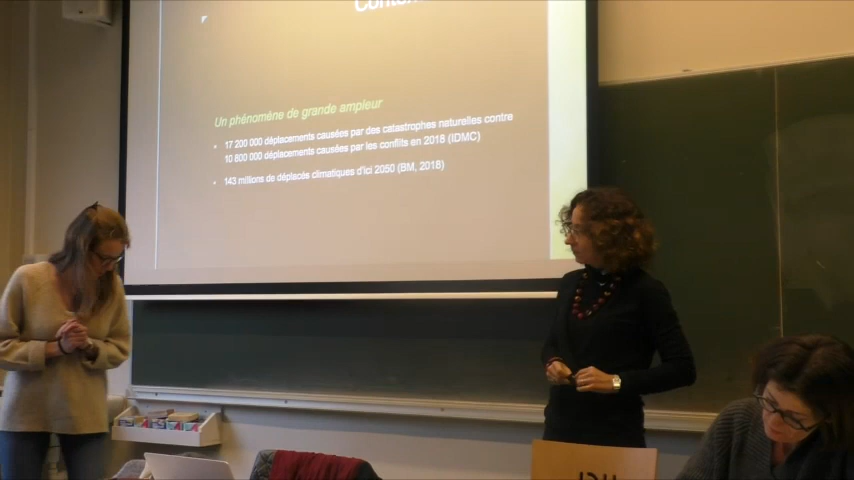 Un phénomène de grande ampleur
• 17 200 000 déplacements causées par des catastrophes naturelles contre
10 800 000 déplacements causées par les conflits en 2018 (IDMC)
• 143 millions de déplacés climatiques d'ici 2050 (BM, 2018)